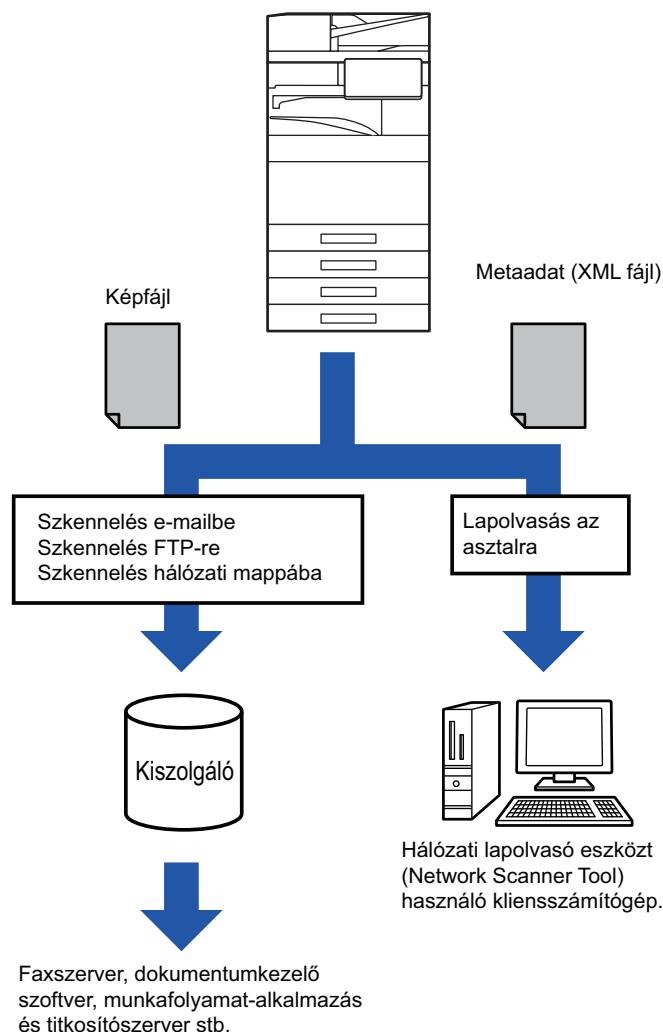 Metaadat (XML fájl)
Képfájl
Szkennelés e-mailbe
Szkennelés FTP-re
Szkennelés hálózati mappába
Lapolvasás az
asztalra
Kiszolgáló
Hálózati lapolvasó eszközt
(Network Scanner Tool)
használó kliensszámítógép.
Faxszerver, dokumentumkezelő
szoftver, munkafolyamat-alkalmazás
és titkosítószerver stb.